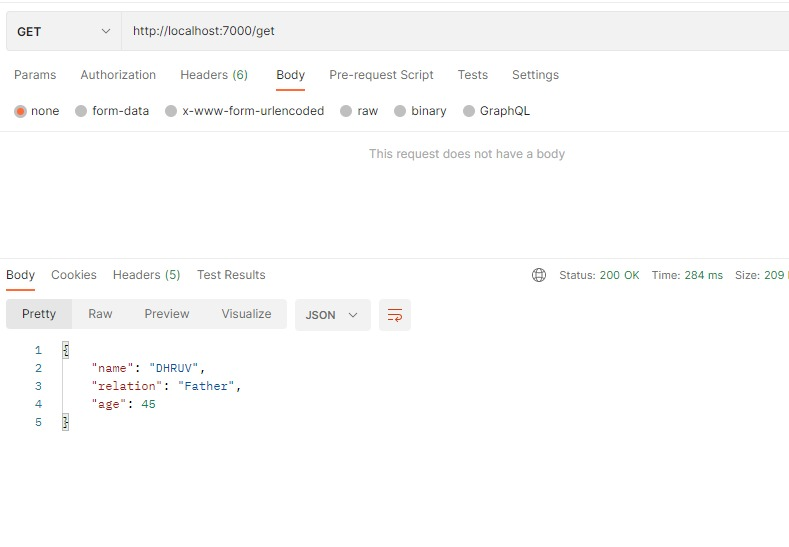 GET http://localhost:7000/get
Params Authorization Headers (6) Body Pre-request Script Tests Settings
none form-data x-www-form-urlencoded raw binary GraphQL
This request does not have a body
Body Cookies Headers (5) Test Results Status: 200 OK Time: 284 ms Size: 209
Pretty Raw Preview Visualize JSON
1 {
2 "name": "DHRUV",
3 "relation": "Father",
4 "age": 45
5 }